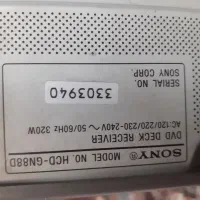 SONY®
MODEL NO. HCD-GN88D
DVD DECK RECEIVER
AC:120/220/230-240V ~ 50/60Hz 320W
3303940
SERIAL NO.
SONY CORP.